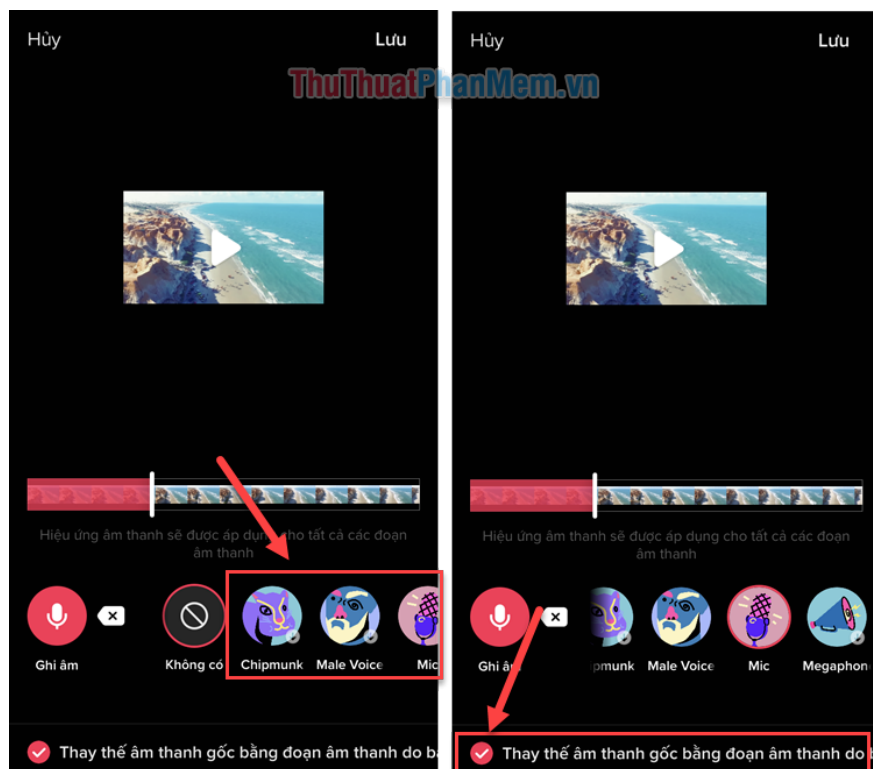 Hủy
Lưu
Hủy
Lưu
ThuThuatPhanMem.vn
Hiệu ứng âm thanh sẽ được áp dụng cho tất cả các đoạn
âm thanh
Ghi âm
Không có
Chipmunk
Male Voice
Mic
Thay thế âm thanh gốc bằng đoạn âm thanh do
Hiệu ứng âm thanh sẽ được áp dụng cho tất cả các đoạn
âm thanh
Ghi âm
pmunk
Male Voice
Mic
Megaphon
Thay thế âm thanh gốc bằng đoạn âm thanh do